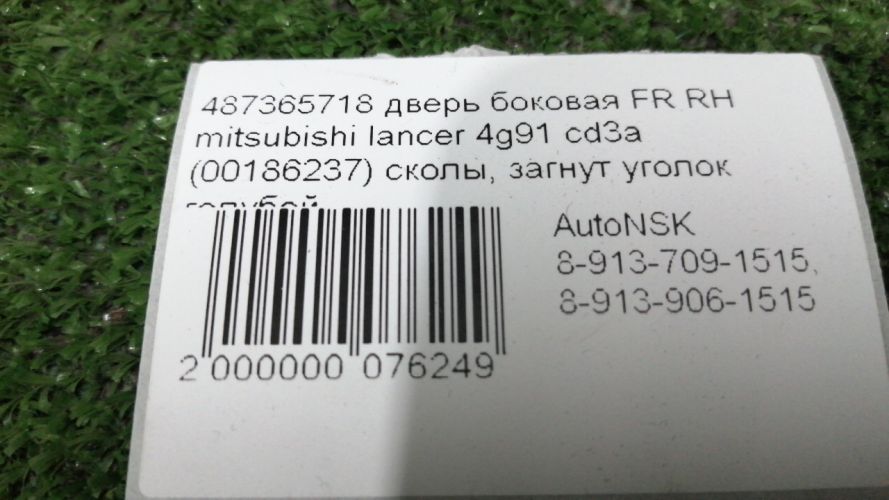 487365718 дверь боковая FR RH
mitsubishi lancer 4g91 cd3a
(00186237) сколы, загнут уголок
голубой
AutoNSK
8-913-709-1515,
8-913-906-1515
2 000000 076249